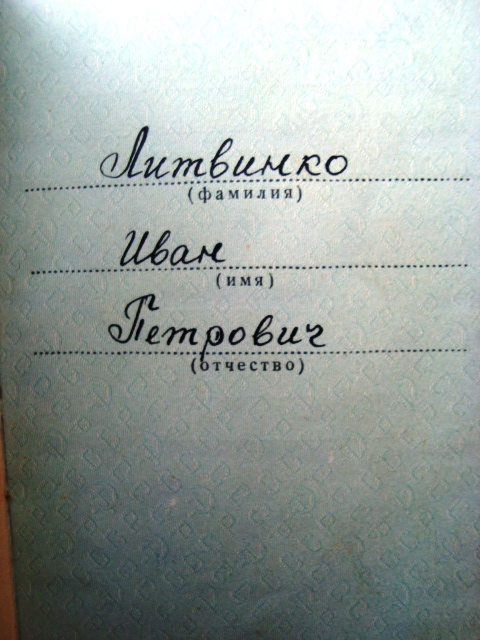 Литвинко
(фамилия)
Иван
(имя)
Петрович
(отчество)